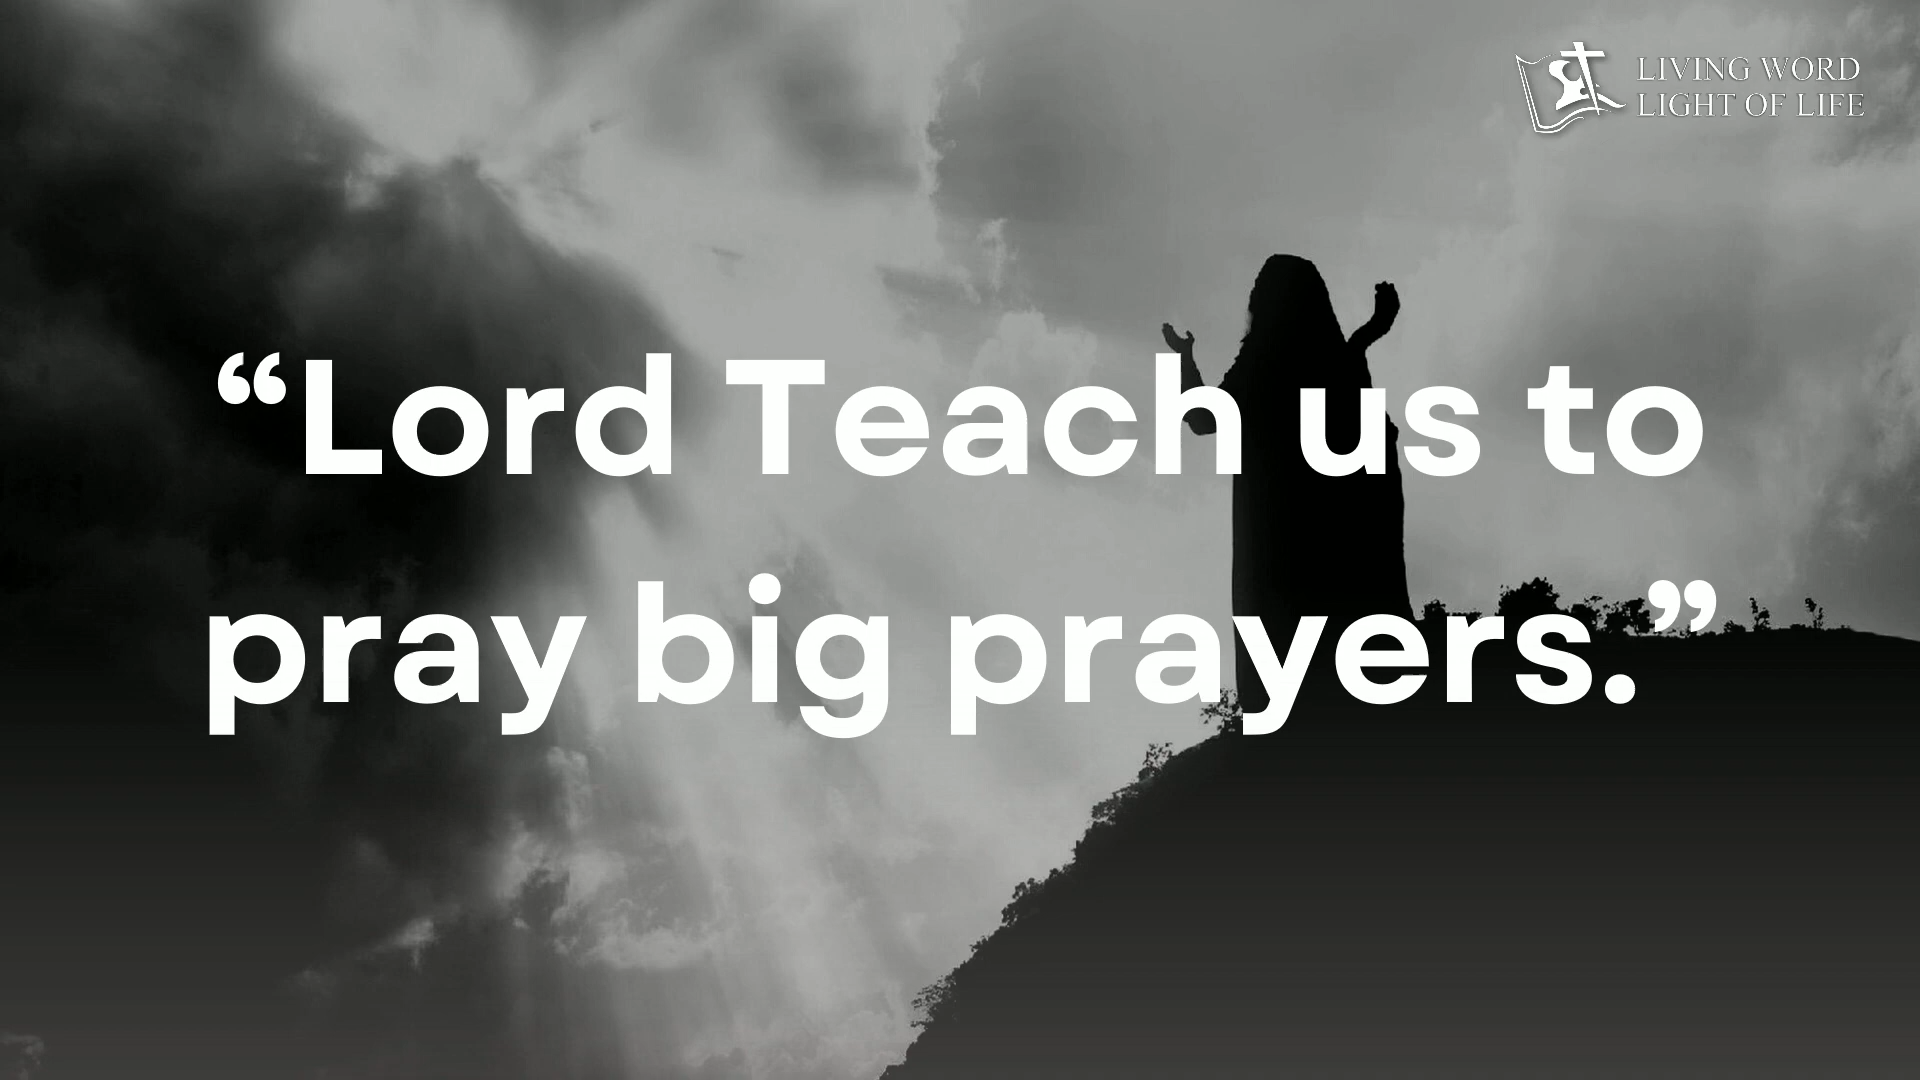 LIVING WORD
LIGHT OF LIFE
“Lord Teach us to
pray big prayers.”